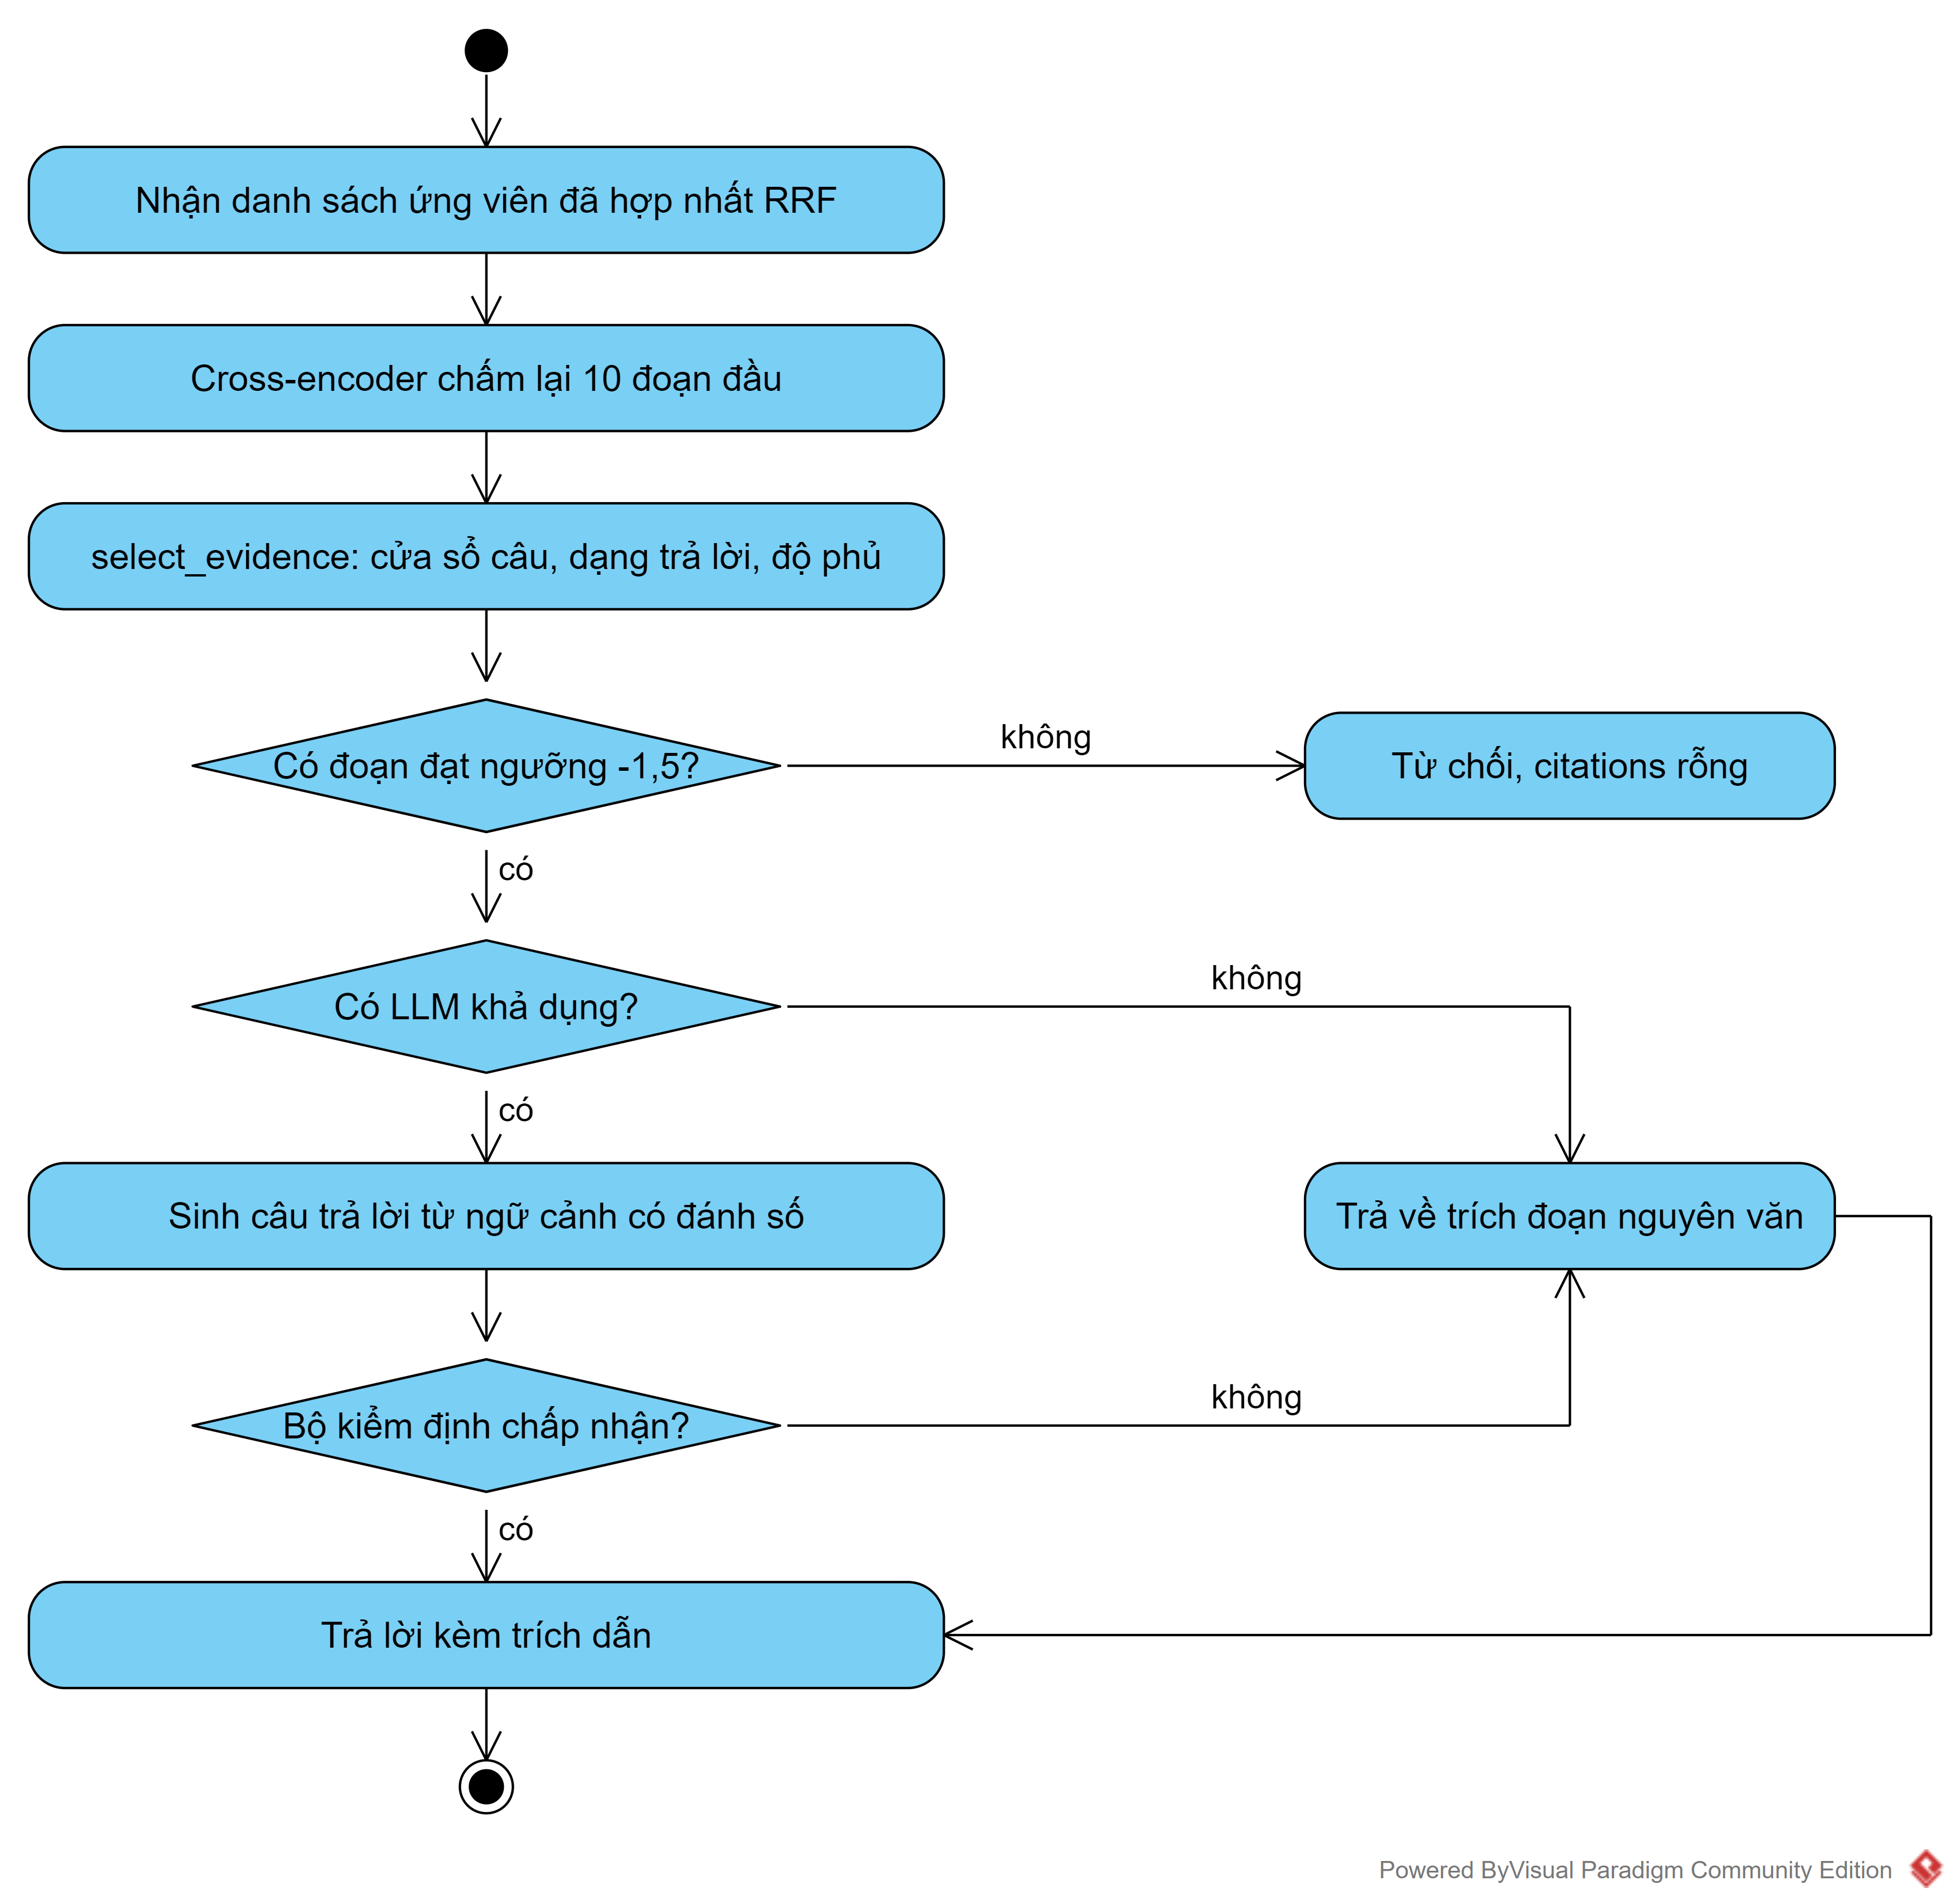 Nhận danh sách ứng viên đã hợp nhất RRF
Cross-encoder chấm lại 10 đoạn đầu
select_evidence: cửa sổ câu, dạng trả lời, độ phủ
Có đoạn đạt ngưỡng -1,5?
không
Từ chối, citations rỗng
có
Có LLM khả dụng?
không
có
Sinh câu trả lời từ ngữ cảnh có đánh số
Trả về trích đoạn nguyên văn
Bộ kiểm định chấp nhận?
không
có
Trả lời kèm trích dẫn
Powered ByVisual Paradigm Community Edition